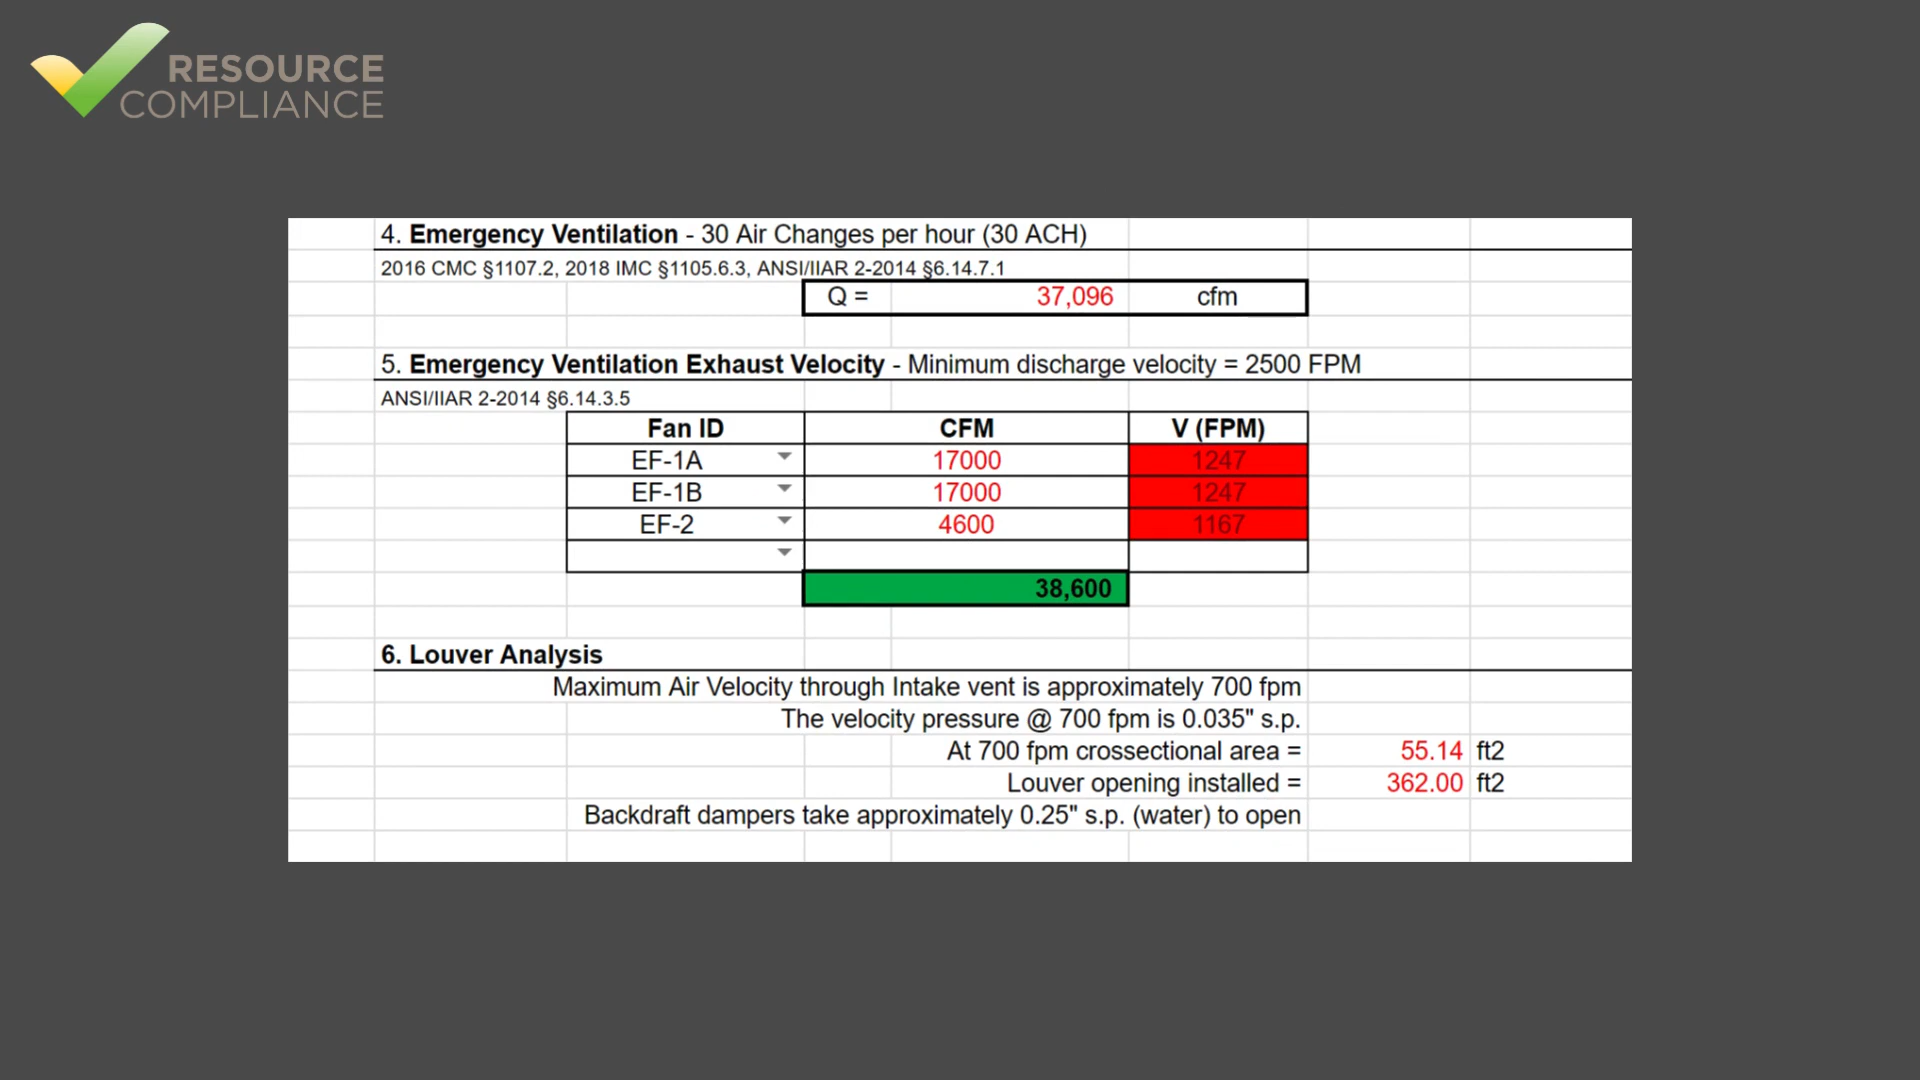 RESOURCE
COMPLIANCE
4. Emergency Ventilation - 30 Air Changes per hour (30 ACH)
2016 CMC §1107.2, 2018 IMC §1105.6.3, ANSI/IIAR 2-2014 §6.14.7.1
Q = 37,096 cfm
5. Emergency Ventilation Exhaust Velocity - Minimum discharge velocity = 2500 FPM
ANSI/IIAR 2-2014 §6.14.3.5
Fan ID CFM V (FPM)
EF-1A 17000 1247
EF-1B 17000 1247
EF-2 4600 1167
38,600
6. Louver Analysis
Maximum Air Velocity through Intake vent is approximately 700 fpm
The velocity pressure @ 700 fpm is 0.035" s.p.
At 700 fpm crossectional area = 55.14 ft2
Louver opening installed = 362.00 ft2
Backdraft dampers take approximately 0.25" s.p. (water) to open